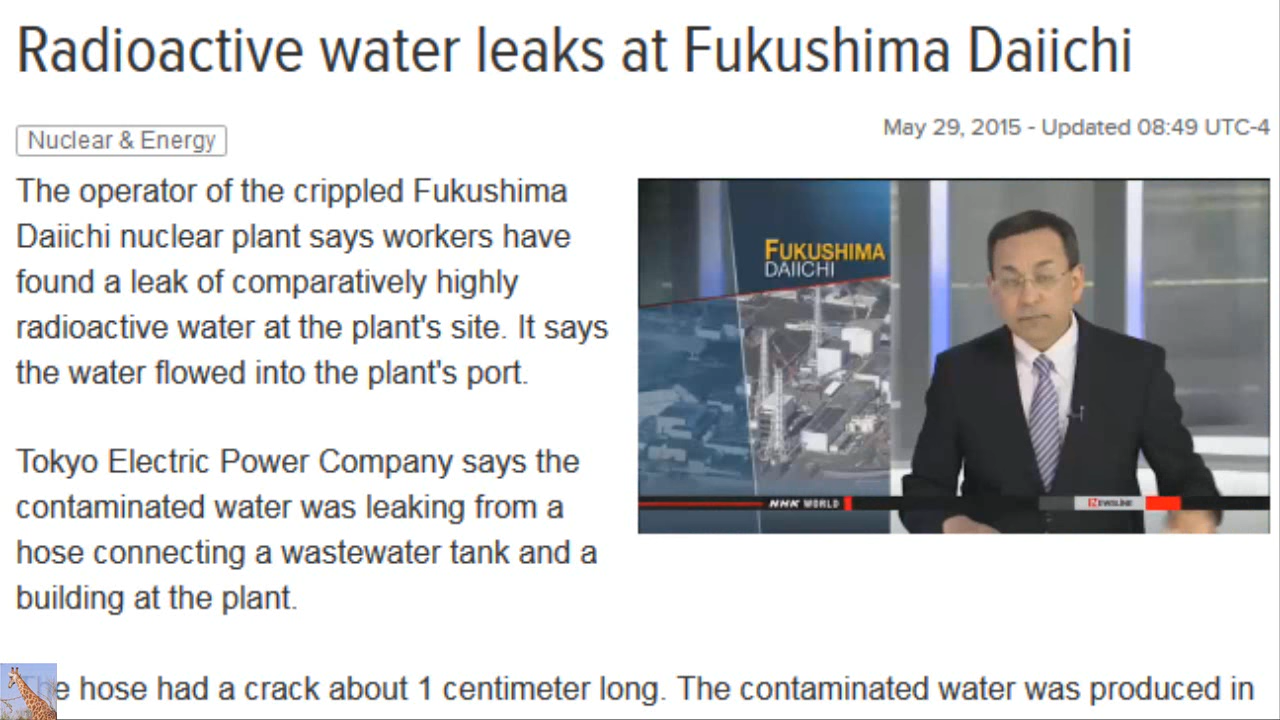 Radioactive water leaks at Fukushima Daiichi
Nuclear & Energy
May 29, 2015 - Updated 08:49 UTC-4
The operator of the crippled Fukushima
Daiichi nuclear plant says workers have
found a leak of comparatively highly
radioactive water at the plant's site. It says
the water flowed into the plant's port.
Tokyo Electric Power Company says the
contaminated water was leaking from a
hose connecting a wastewater tank and a
building at the plant.
FUKUSHIMA
DAIICHI
NHK WORLD
NEWSLINE
The hose had a crack about 1 centimeter long. The contaminated water was produced in